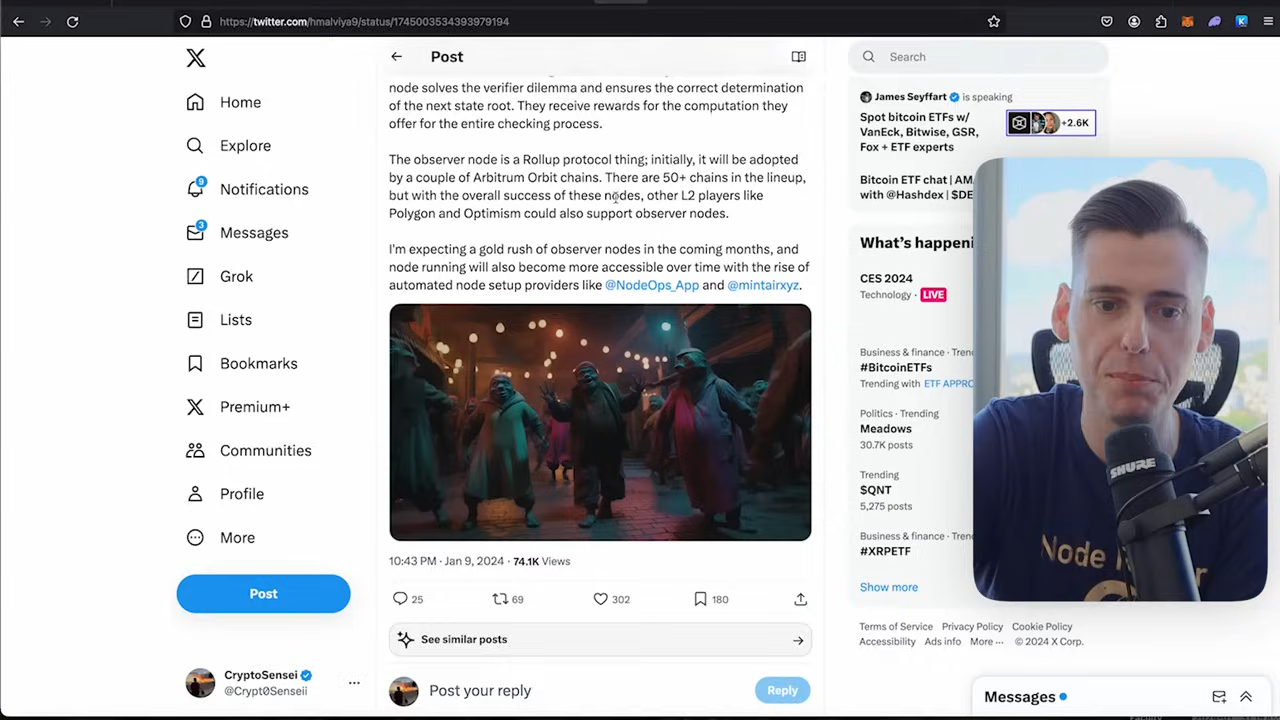 https://twitter.com/hmalviya9/status/1745003534393979194
Home
Explore
9
Notifications
3
Messages
Grok
Lists
Bookmarks
Premium+
Communities
Profile
More
Post
CryptoSensei
@Crypt0Senseii
Post
node solves the verifier dilemma and ensures the correct determination
of the next state root. They receive rewards for the computation they
offer for the entire checking process.
The observer node is a Rollup protocol thing; initially, it will be adopted
by a couple of Arbitrum Orbit chains. There are 50+ chains in the lineup,
but with the overall success of these nodes, other L2 players like
Polygon and Optimism could also support observer nodes.
I'm expecting a gold rush of observer nodes in the coming months, and
node running will also become more accessible over time with the rise of
automated node setup providers like @NodeOps_App and @mintairxyz.
10:43 PM · Jan 9, 2024 · 74.1K Views
25 69 302 180
See similar posts
Post your reply
Reply
Search
James Seyffart is speaking
Spot bitcoin ETFs w/
VanEck, Bitwise, GSR,
Fox + ETF experts
+2.6K
Bitcoin ETF chat | AM
with @Hashdex | $DE
What's happeni
CES 2024
Technology · LIVE
Business & finance · Tren
#BitcoinETFs
Trending with ETF APPRO
Politics · Trending
Meadows
30.7K posts
Trending
$QNT
5,275 posts
Business & finance · Tren
#XRPETF
Show more
Terms of Service Privacy Policy Cookie Policy
Accessibility Ads info More ··· © 2024 X Corp.
Messages
SHURE
Node